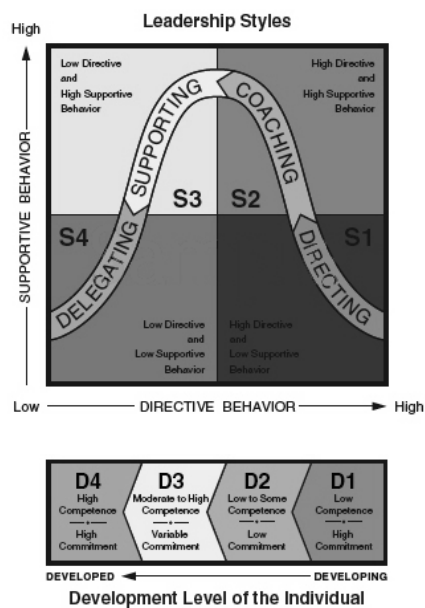 Leadership Styles
High
Low Directive
and
High Supportive
Behavior
High Directive
and
High Supportive
Behavior
SUPPORTING
COACHING
S3
S2
S4
S1
DELEGATING
DIRECTING
SUPPORTIVE BEHAVIOR
Low Directive
and
Low Supportive
Behavior
High Directive
and
Low Supportive
Behavior
Low
DIRECTIVE BEHAVIOR
High
D4
High
Competence
High
Commitment
D3
Moderate to High
Competence
Variable
Commitment
D2
Low to Some
Competence
Low
Commitment
D1
Low
Competence
High
Commitment
DEVELOPED
DEVELOPING
Development Level of the Individual